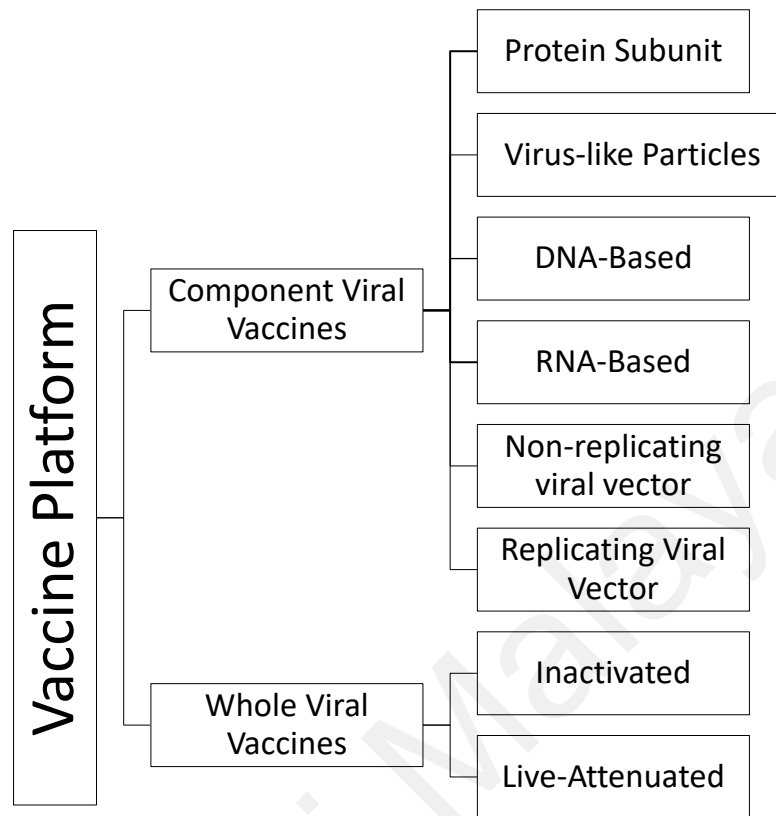 Vaccine Platform
Component Viral
Vaccines
Protein Subunit
Virus-like Particles
DNA-Based
RNA-Based
Non-replicating
viral vector
Replicating Viral
Vector
Whole Viral
Vaccines
Inactivated
Live-Attenuated